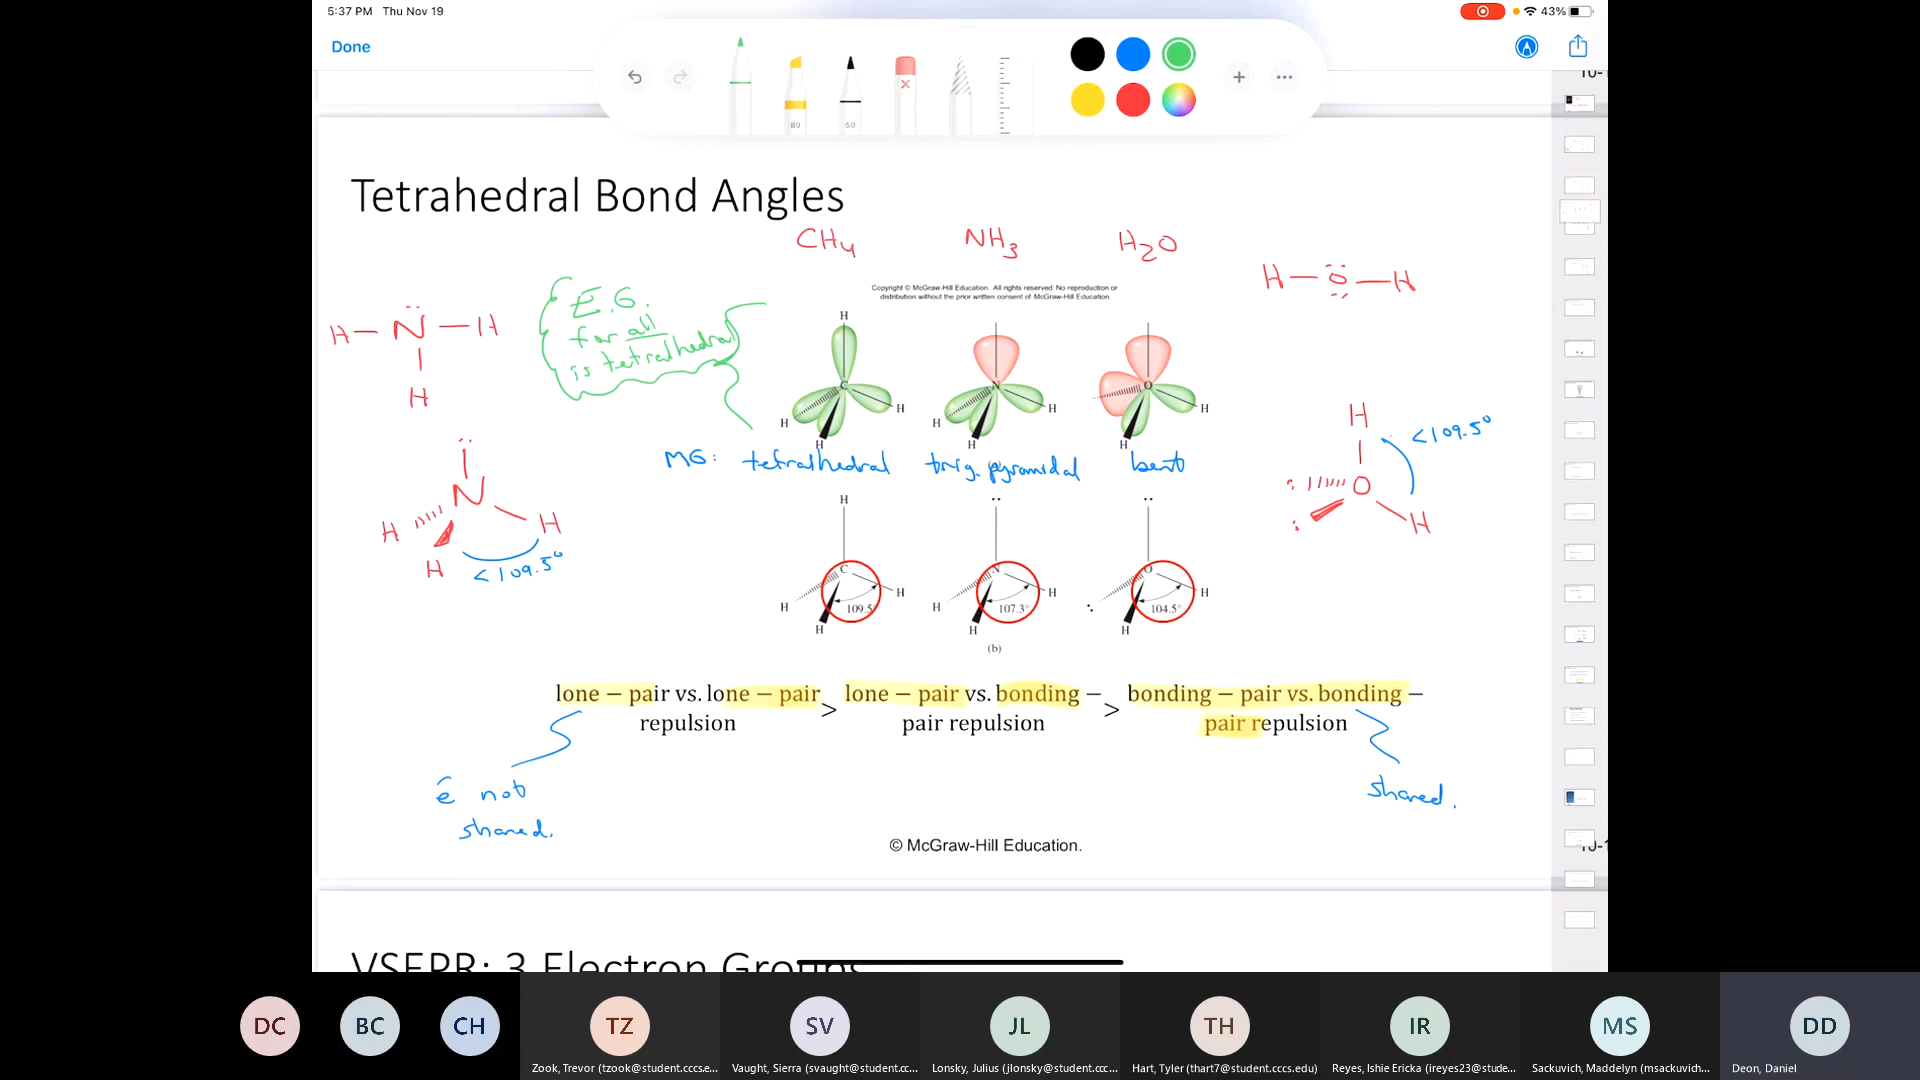 5:37 PM Thu Nov 19
43%
Done
80
50
10-
Tetrahedral Bond Angles
CH4
NH3
H2O
Copyright © McGraw-Hill Education. All rights reserved. No reproduction or
distribution without the prior written consent of McGraw-Hill Education.
H — N — H
H
E.G.
for all
is tetrahedral
H — O — H
H
C
H
H
H
N
H
H
H
O
H
H
MG: tetrahedral
trig. pyramidal
bent
N
H
H
H
<109.5°
H
O
H
<109.5°
H
C
H
H
109.5°
H
N
H
H
107.3°
H
O
H
104.5°
H
(b)
lone − pair vs. lone − pair
repulsion
>
lone − pair vs. bonding −
pair repulsion
>
bonding − pair vs. bonding −
pair repulsion
e not
shared.
shared.
© McGraw-Hill Education.
VSEPR: 3 Electron Groups
DC
BC
CH
TZ
SV
JL
TH
IR
MS
DD
Zook, Trevor (tzook@student.cccs.e...
Vaught, Sierra (svaught@student.cc...
Lonsky, Julius (jlonsky@student.ccc...
Hart, Tyler (thart7@student.cccs.edu)
Reyes, Ishie Ericka (ireyes23@stude...
Sackuvich, Maddelyn (msackuvich...
Deon, Daniel